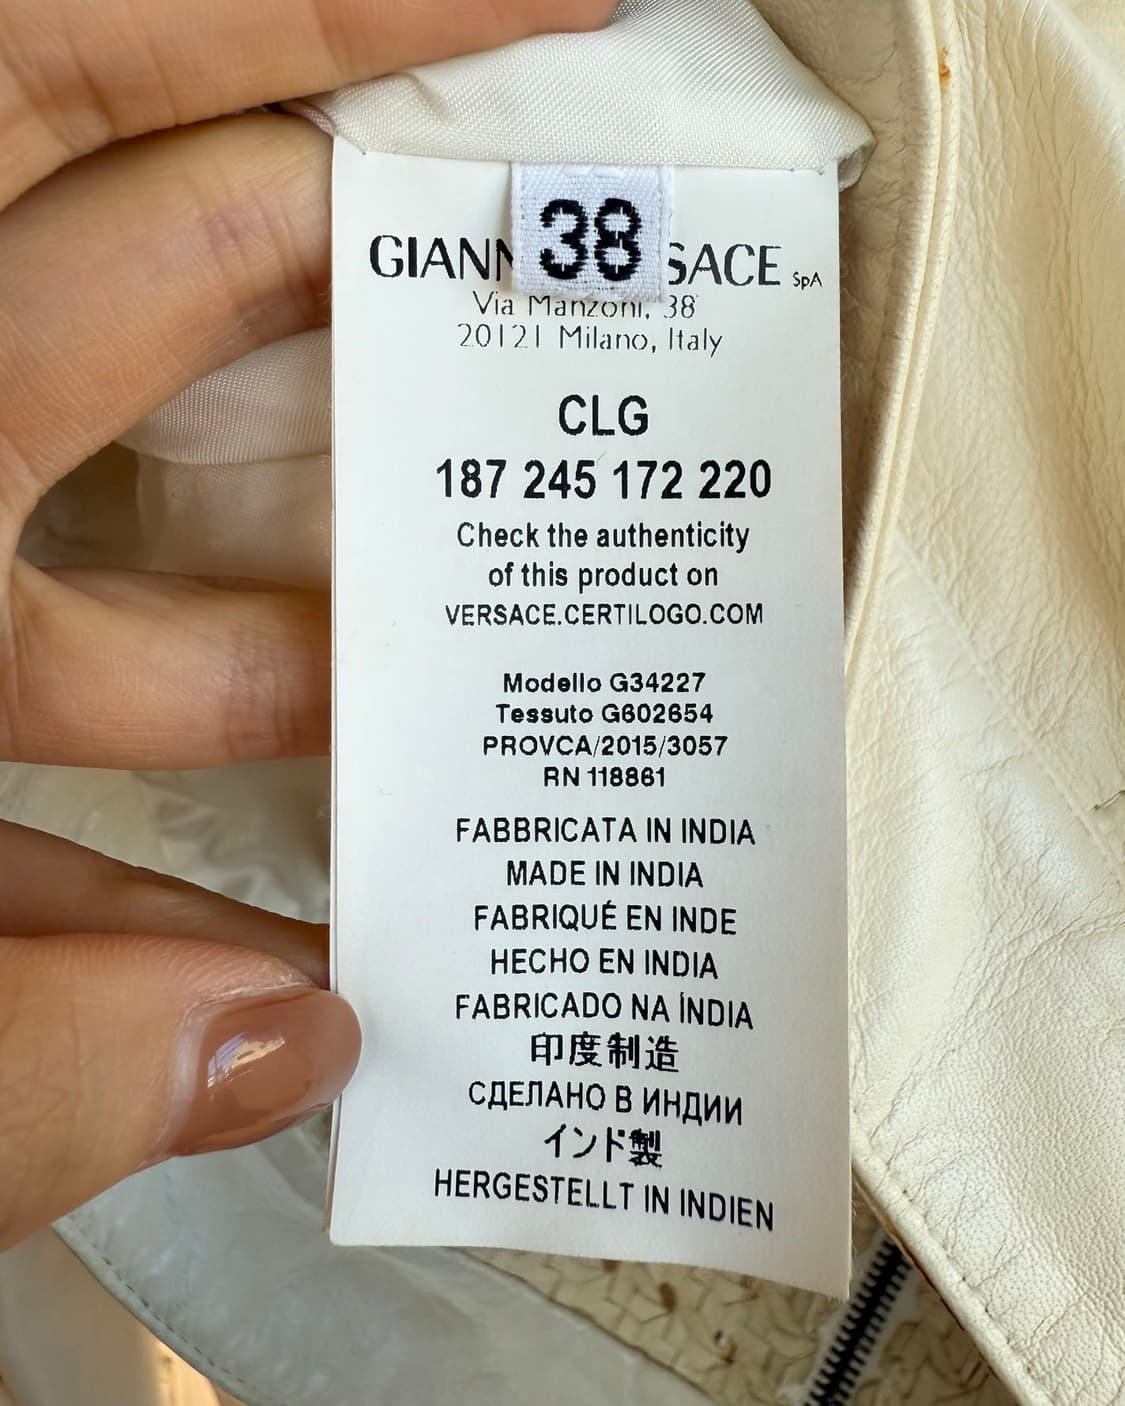 38
SpA
Via Manzoni, 38
20121 Milano, Italy
CLG
187 245 172 220
Check the authenticity
of this product on
VERSACE.CERTILOGO.COM
Modello G34227
Tessuto G602654
PROVCA/2015/3057
RN 118861
FABBRICATA IN INDIA
MADE IN INDIA
FABRIQUÉ EN INDE
HECHO EN INDIA
FABRICADO NA ÍNDIA
印度制造
СДЕЛАНО В ИНДИИ
インド製
HERGESTELLT IN INDIEN